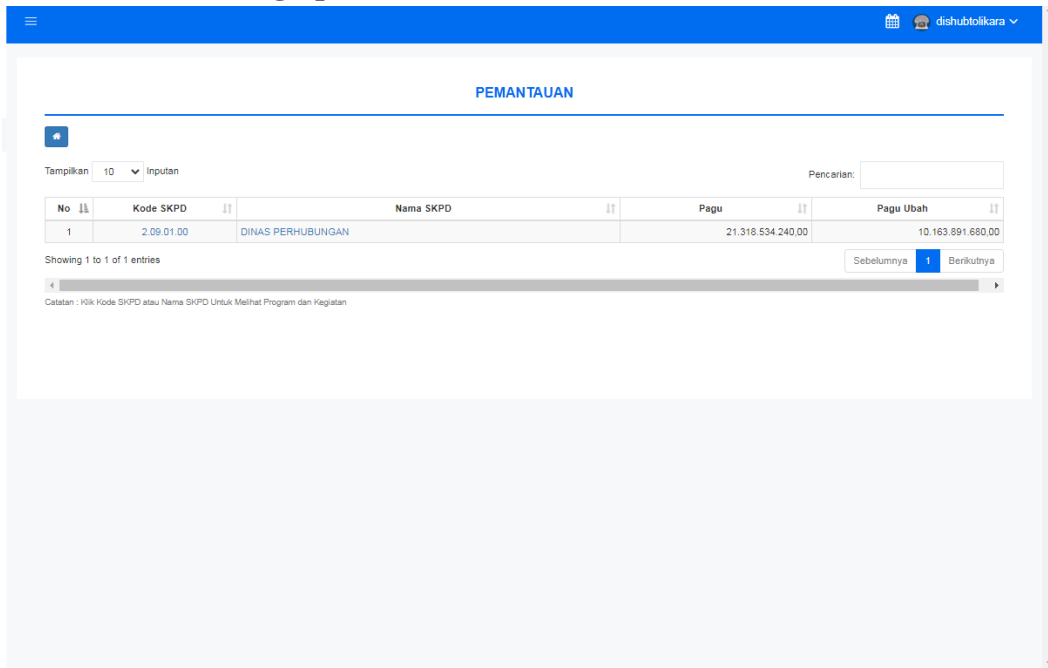 dishubtolikara
PEMANTAUAN
Tampilkan 10 Inputan
Pencarian:
No Kode SKPD Nama SKPD Pagu Pagu Ubah
1 2.09.01.00 DINAS PERHUBUNGAN 21.318.534.240,00 10.163.891.680,00
Showing 1 to 1 of 1 entries
Sebelumnya 1 Berikutnya
Catatan : Klik Kode SKPD atau Nama SKPD Untuk Melihat Program dan Kegiatan